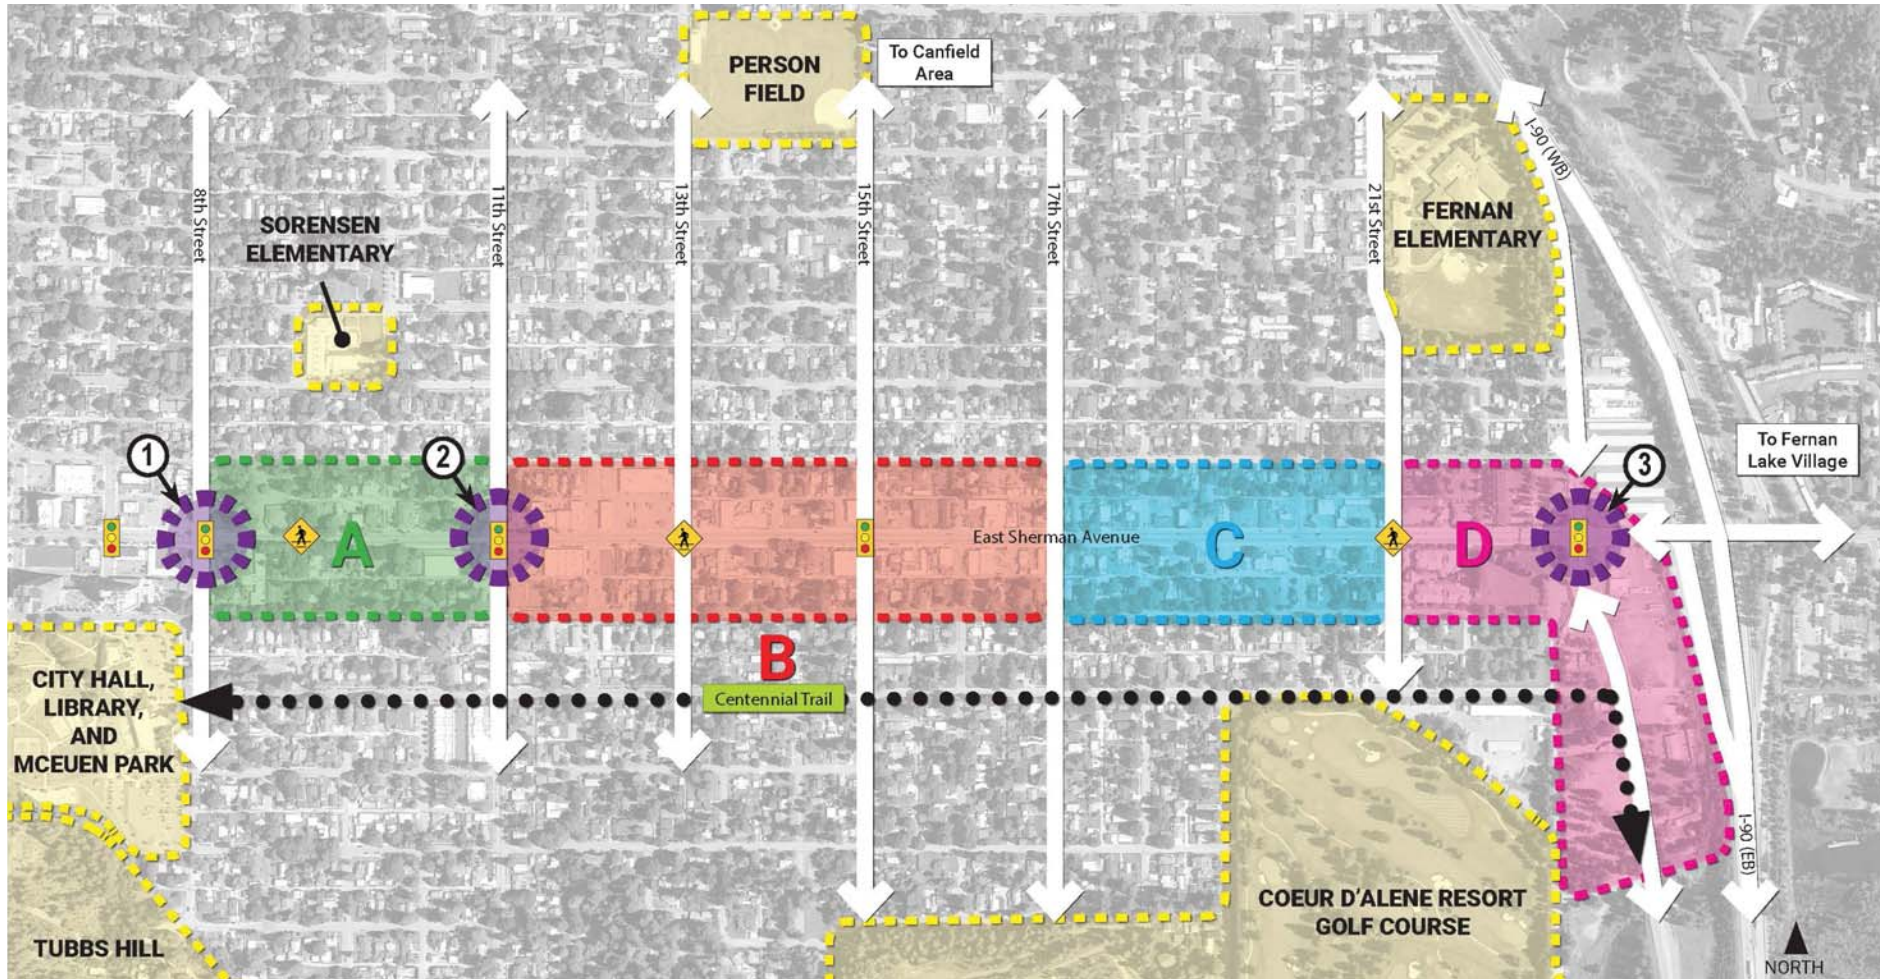 PERSON
FIELD
To Canfield
Area
8th Street
11th Street
13th Street
15th Street
17th Street
21st Street
I-90 (WB)
SORENSEN
ELEMENTARY
FERNAN
ELEMENTARY
1
2
3
To Fernan
Lake Village
A
East Sherman Avenue
C
D
B
Centennial Trail
CITY HALL,
LIBRARY,
AND
MCEUEN PARK
I-90 (EB)
COEUR D'ALENE RESORT
GOLF COURSE
TUBBS HILL
NORTH